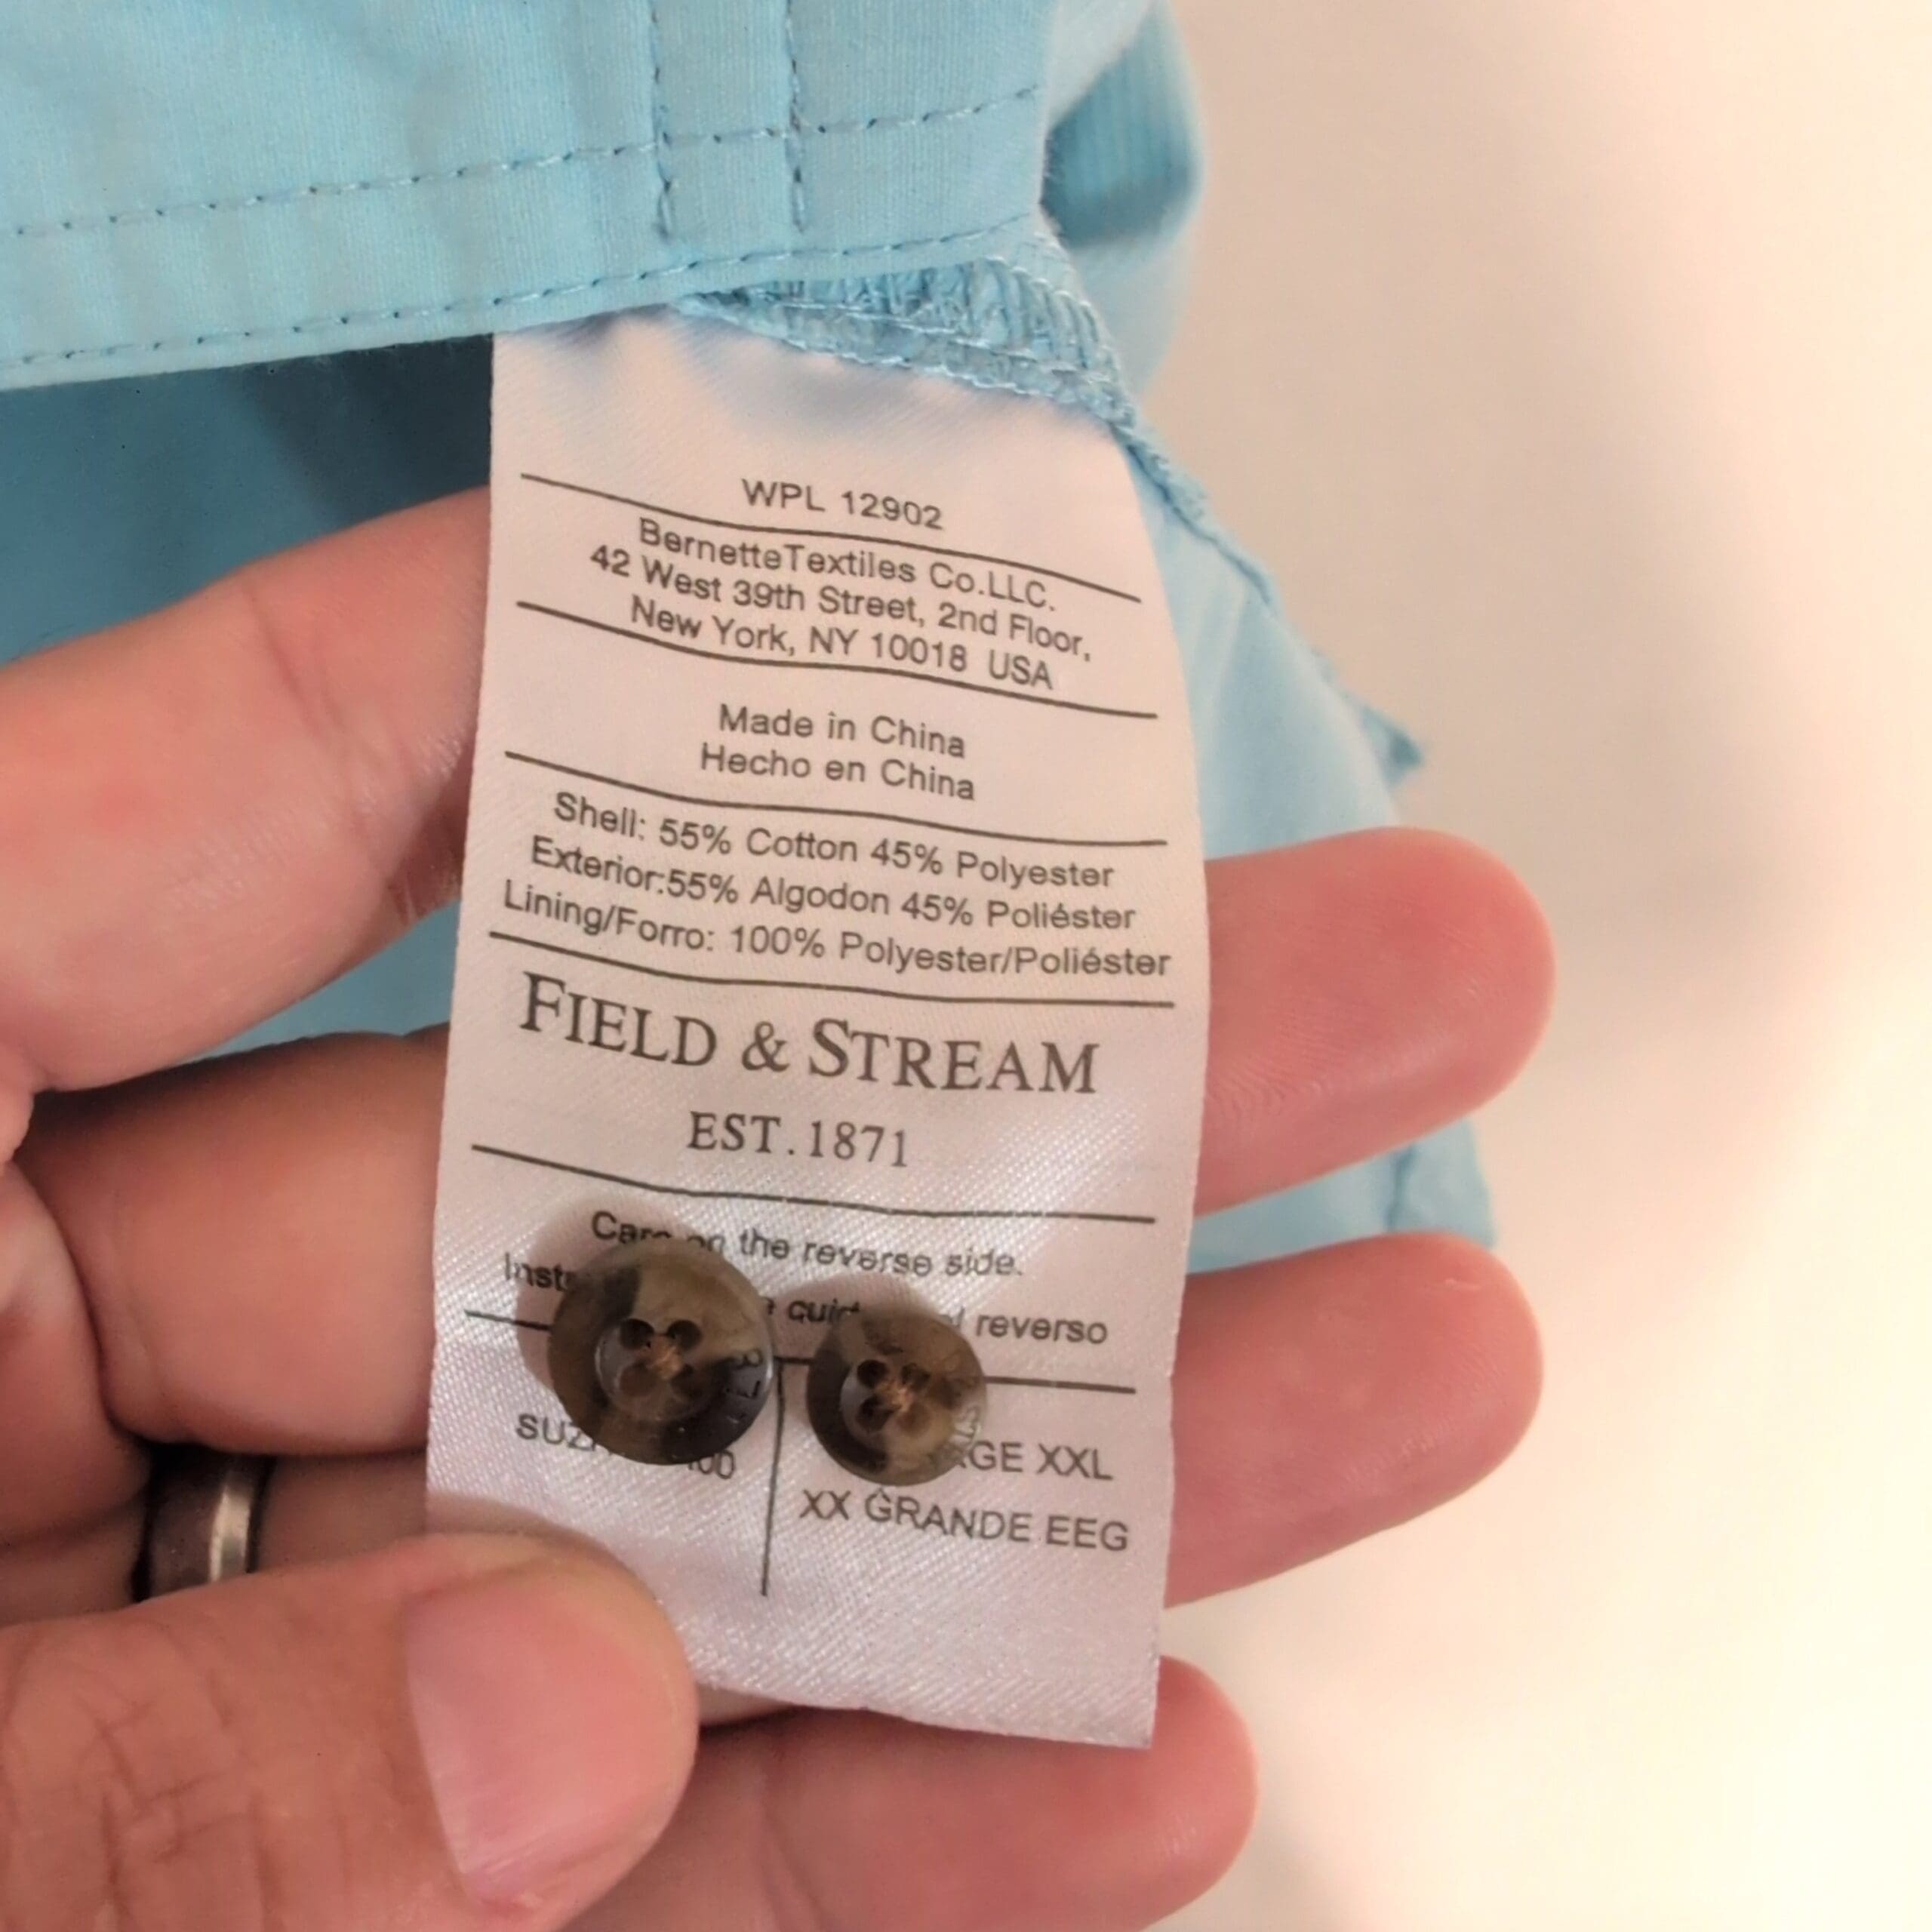 WPL 12902
BernetteTextiles Co.LLC.
42 West 39th Street, 2nd Floor,
New York, NY 10018 USA
Made in China
Hecho en China
Shell: 55% Cotton 45% Polyester
Exterior:55% Algodon 45% Poliéster
Lining/Forro: 100% Polyester/Poliéster
FIELD & STREAM
EST.1871
Care on the reverse side.
reverso
XXL
XX GRANDE EEG